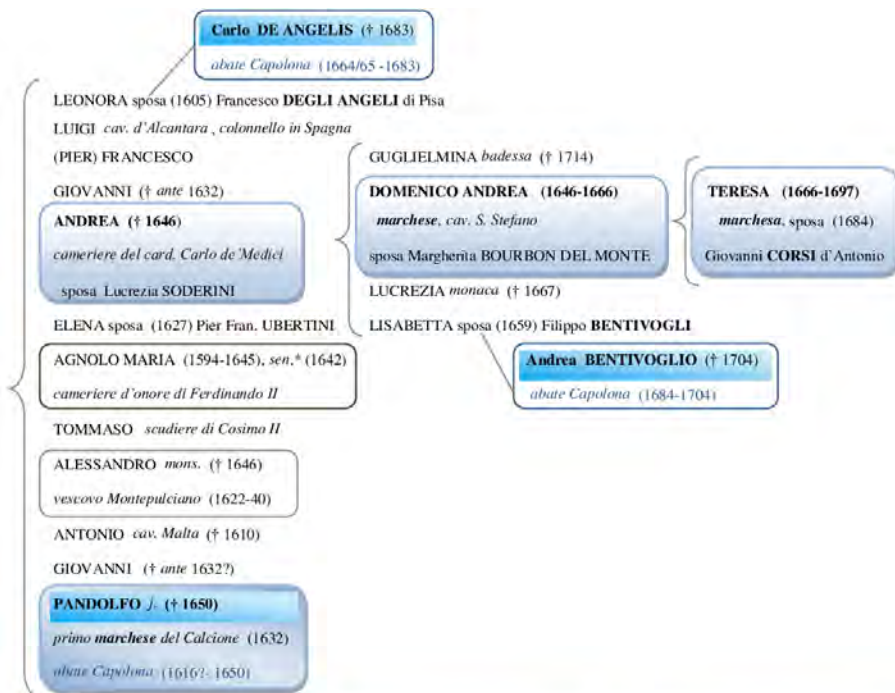 Carlo DE ANGELIS († 1683)
abate Capolona (1664/65 -1683)
LEONORA sposa (1605) Francesco DEGLI ANGELI di Pisa
LUIGI cav. d'Alcantara , colonnello in Spagna
(PIER) FRANCESCO
GIOVANNI († ante 1632)
ANDREA († 1646)
cameriere del card. Carlo de'Medici
sposa Lucrezia SODERINI
ELENA sposa (1627) Pier Fran. UBERTINI
AGNOLO MARIA (1594-1645), sen.* (1642)
cameriere d'onore di Ferdinando II
TOMMASO scudiere di Cosimo II
ALESSANDRO mons. († 1646)
vescovo Montepulciano (1622-40)
ANTONIO cav. Malta († 1610)
GIOVANNI († ante 1632?)
PANDOLFO j. († 1650)
primo marchese del Calcione (1632)
abate Capolona (1616?- 1650)
GUGLIELMINA badessa († 1714)
DOMENICO ANDREA (1646-1666)
marchese, cav. S. Stefano
sposa Margherita BOURBON DEL MONTE
LUCREZIA monaca († 1667)
LISABETTA sposa (1659) Filippo BENTIVOGLI
Andrea BENTIVOGLIO († 1704)
abate Capolona (1684-1704)
TERESA (1666-1697)
marchesa, sposa (1684)
Giovanni CORSI d'Antonio